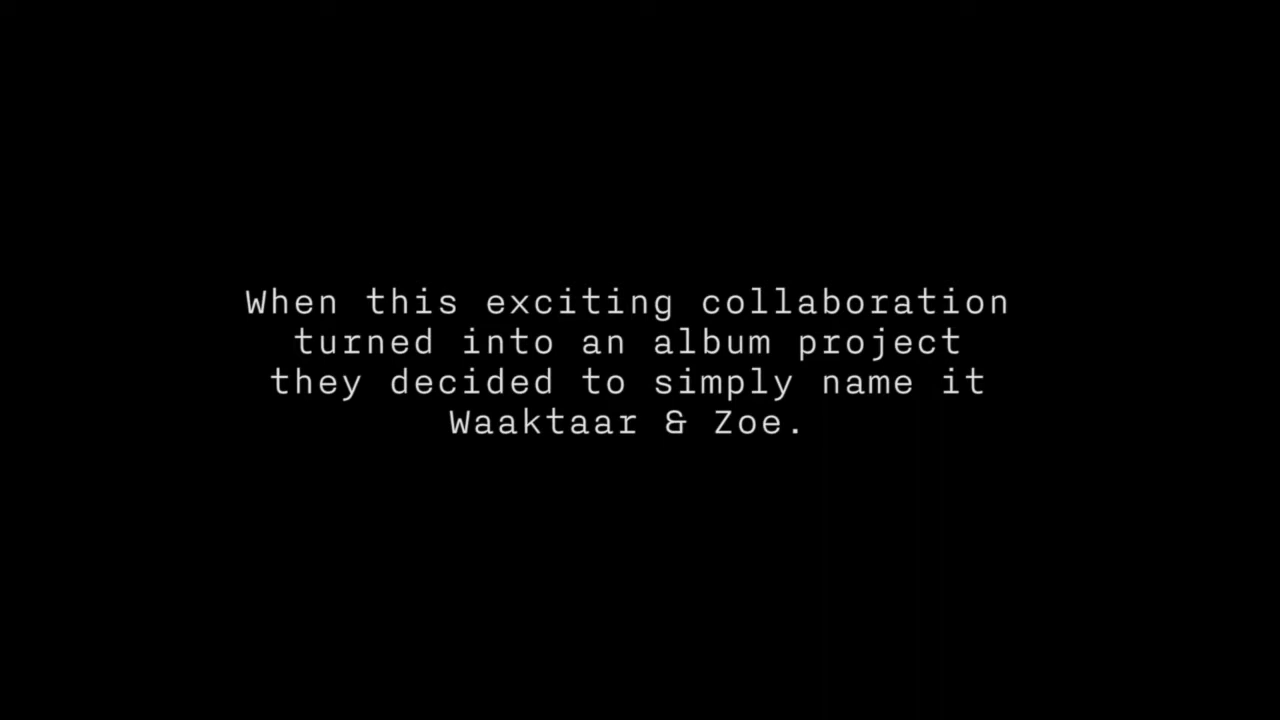 When this exciting collaboration
turned into an album project
they decided to simply name it
Waaktaar & Zoe.